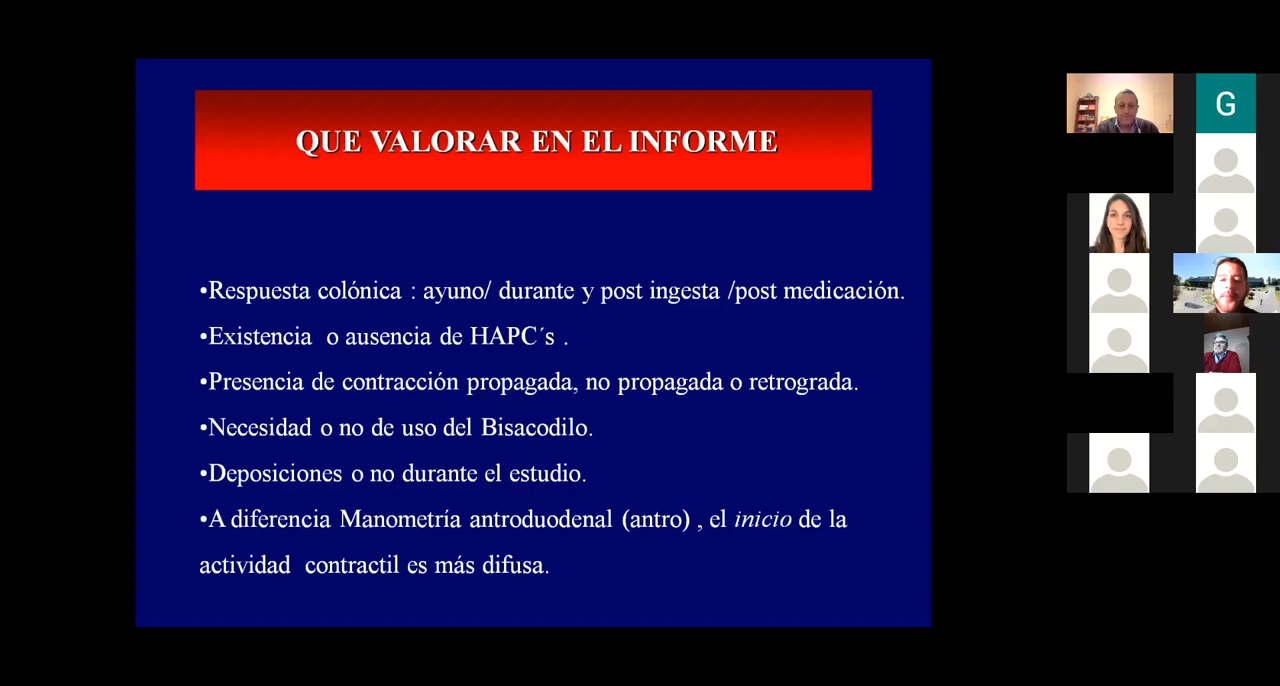 QUE VALORAR EN EL INFORME
•Respuesta colónica : ayuno/ durante y post ingesta /post medicación.
•Existencia  o ausencia de HAPC´s .
•Presencia de contracción propagada, no propagada o retrograda.
•Necesidad o no de uso del Bisacodilo.
•Deposiciones o no durante el estudio.
•A diferencia Manometría antroduodenal (antro) , el inicio de la
actividad  contractil es más difusa.
G